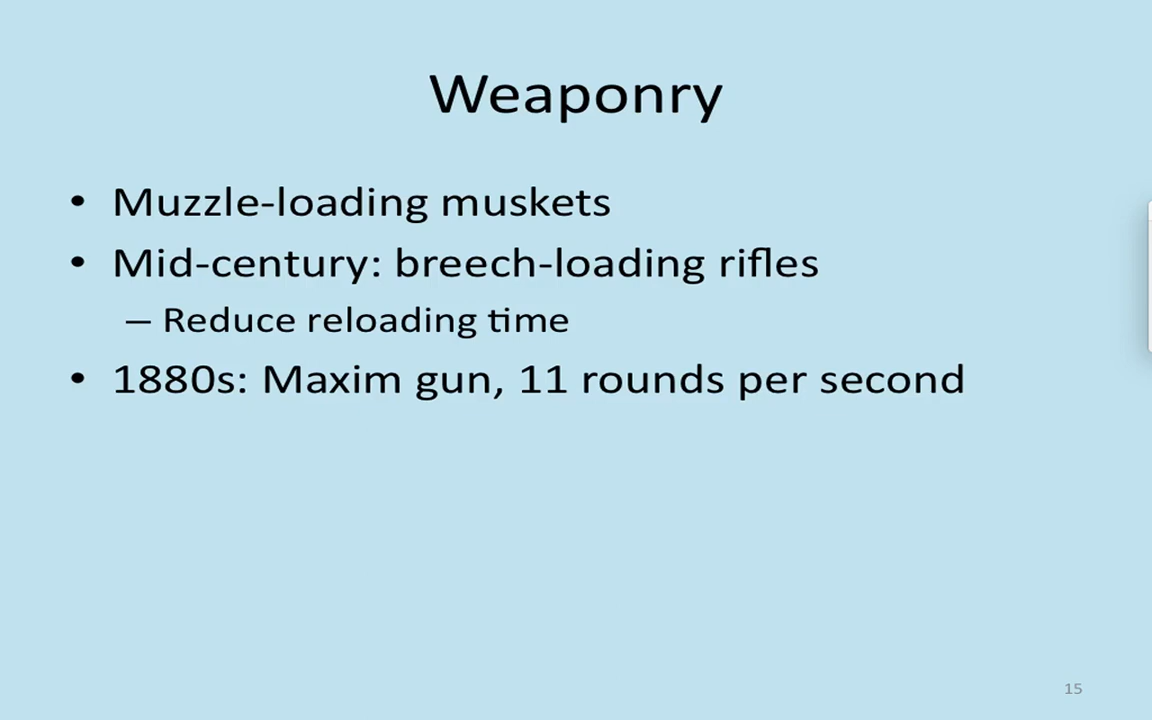 Weaponry
• Muzzle-loading muskets
• Mid-century: breech-loading rifles
– Reduce reloading time
• 1880s: Maxim gun, 11 rounds per second
15